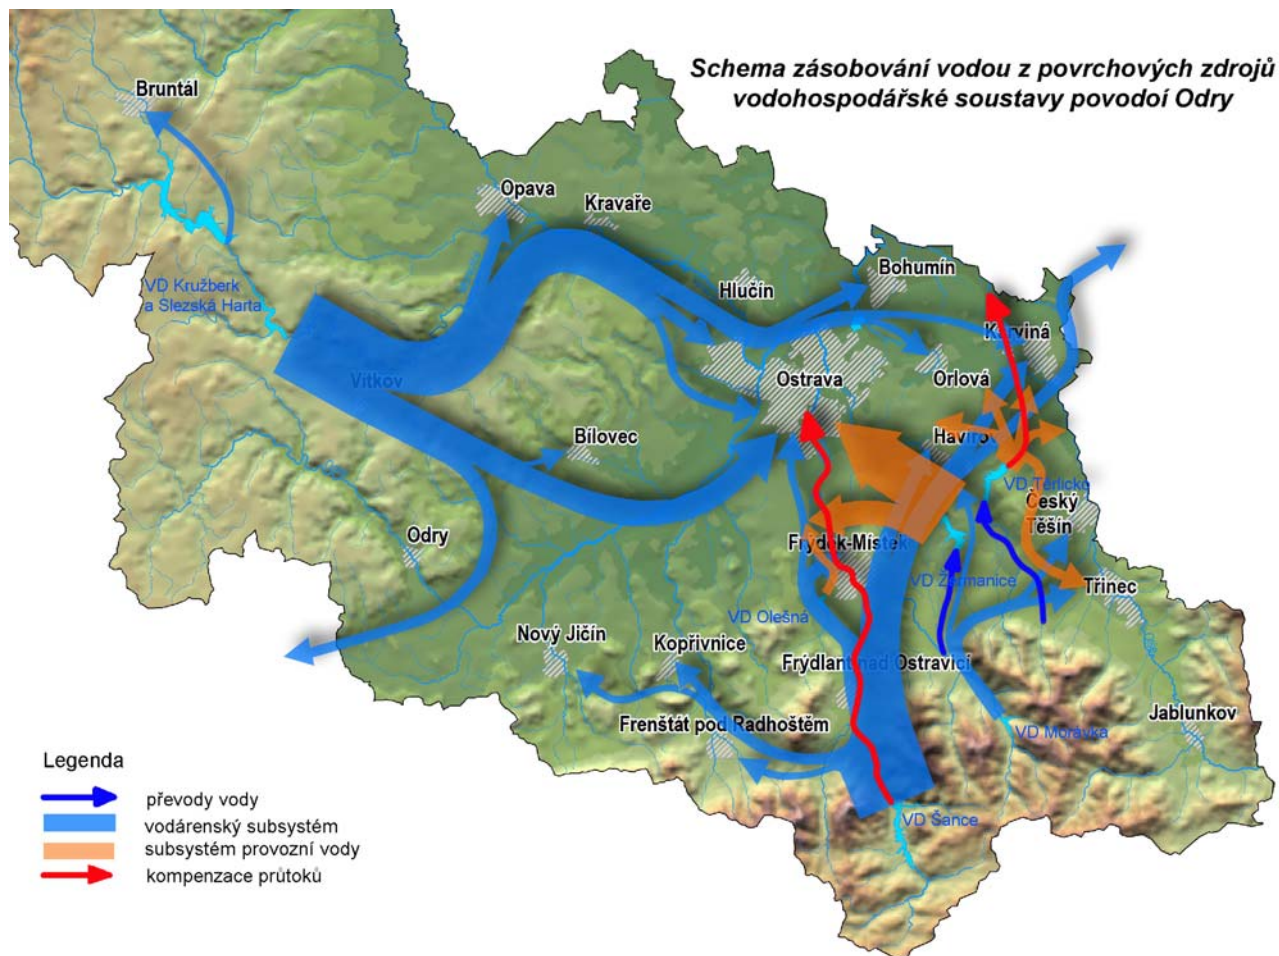 Schema zásobování vodou z povrchových zdrojů
vodohospodářské soustavy povodoí Odry
Bruntál
Opava
Kravaře
Bohumín
Hlučín
VD Kružberk
a Slezská Harta
Karviná
Vítkov
Ostrava
Orlová
Bílovec
Havířov
VD Těrlicko
Český
Těšín
Odry
Frýdek-Místek
VD Žermanice
Třinec
VD Olešná
Nový Jičín
Kopřivnice
Frýdlant nad Ostravicí
Jablunkov
Frenštát pod Radhoštěm
VD Morávka
VD Šance
Legenda
převody vody
vodárenský subsystém
subsystém provozní vody
kompenzace průtoků